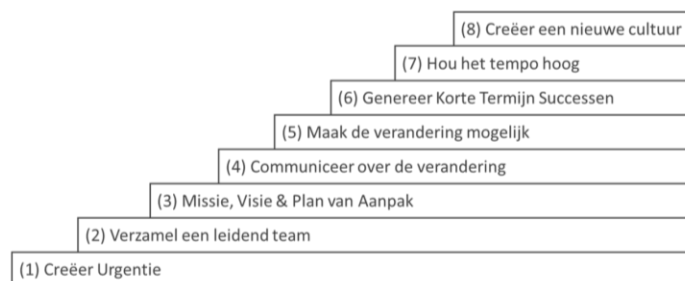 (8) Creëer een nieuwe cultuur
(7) Hou het tempo hoog
(6) Genereer Korte Termijn Successen
(5) Maak de verandering mogelijk
(4) Communiceer over de verandering
(3) Missie, Visie & Plan van Aanpak
(2) Verzamel een leidend team
(1) Creëer Urgentie